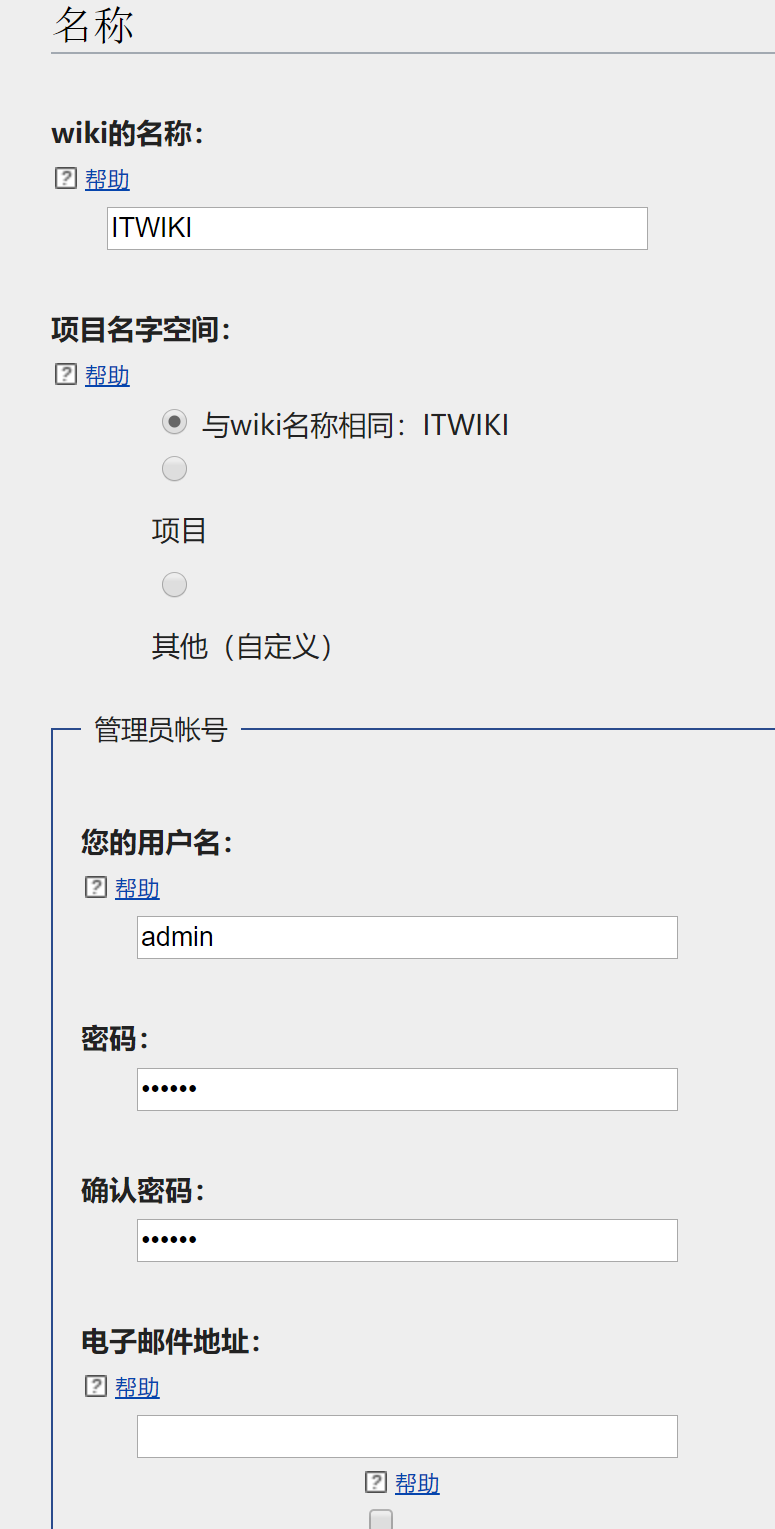 名称
wiki的名称：
? 帮助
ITWIKI
项目名字空间：
? 帮助
与wiki名称相同：ITWIKI
项目
其他（自定义）
管理员帐号
您的用户名：
? 帮助
admin
密码：
••••••
确认密码：
••••••
电子邮件地址：
? 帮助
? 帮助